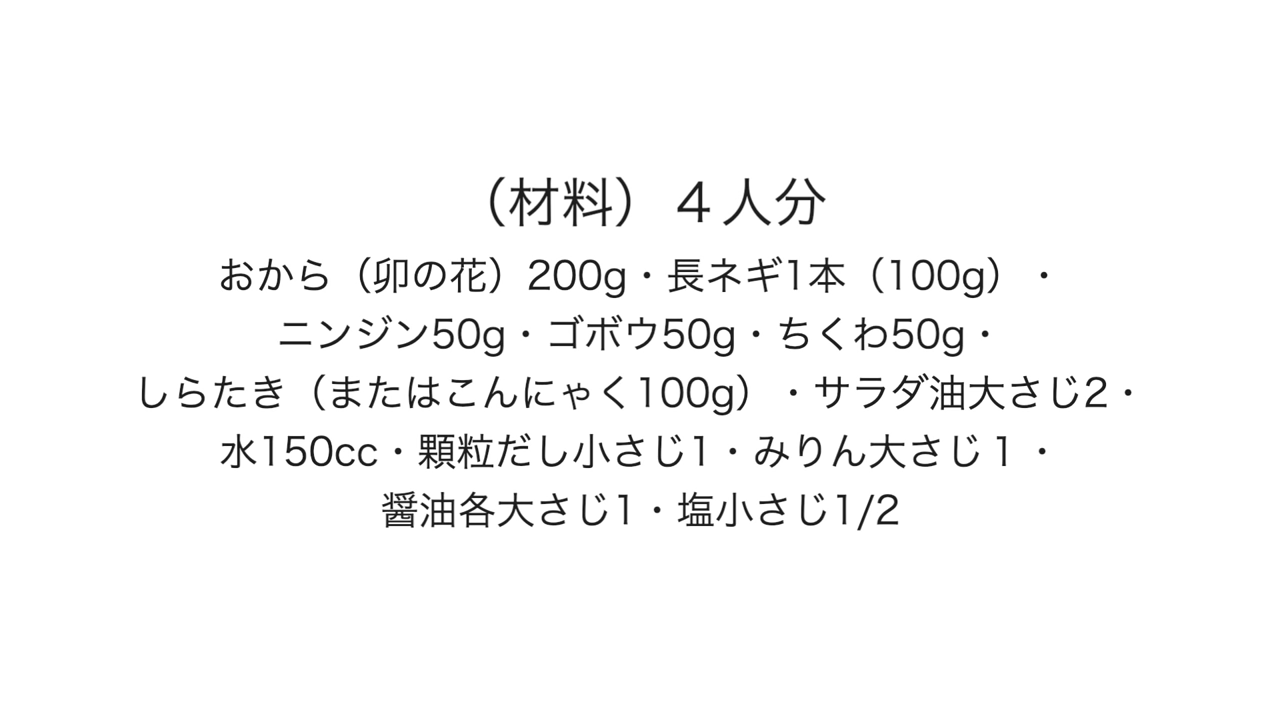 （材料）４人分
おから（卯の花）200g・長ネギ1本（100g）・
ニンジン50g・ゴボウ50g・ちくわ50g・
しらたき（またはこんにゃく100g）・サラダ油大さじ2・
水150cc・顆粒だし小さじ1・みりん大さじ１・
醤油各大さじ1・塩小さじ1/2